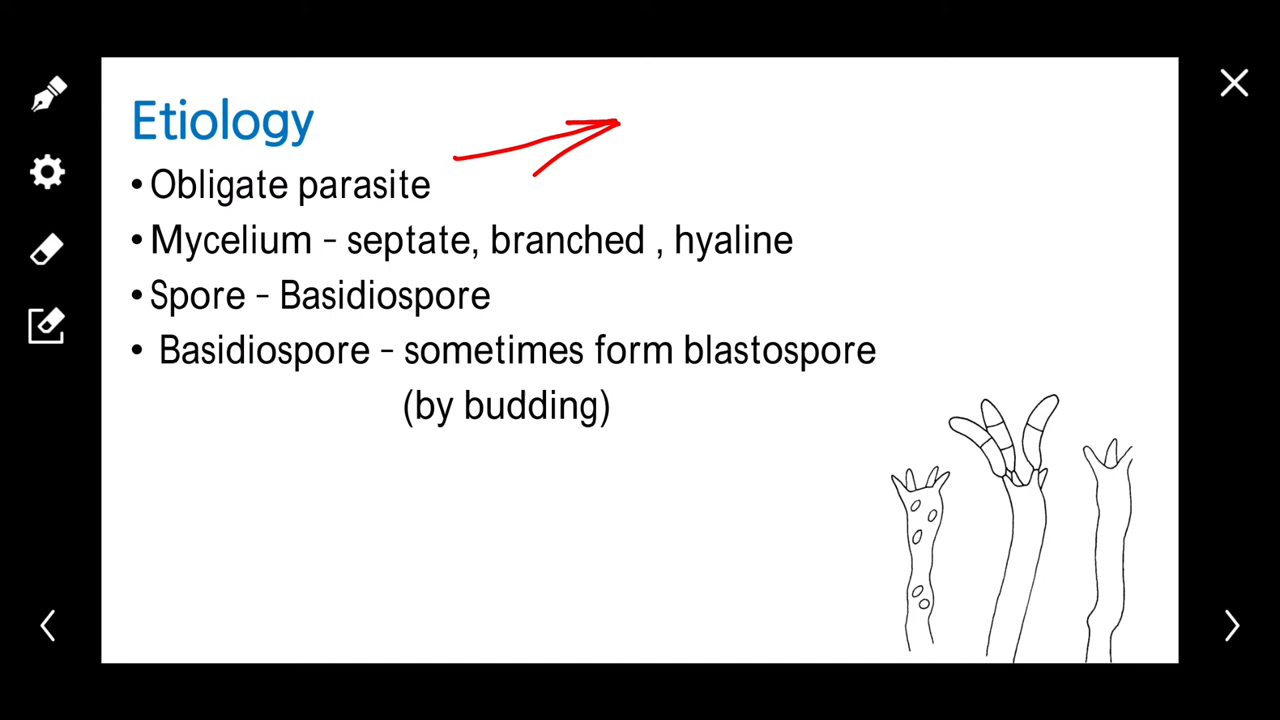 Etiology
• Obligate parasite
• Mycelium - septate, branched , hyaline
• Spore - Basidiospore
• Basidiospore - sometimes form blastospore
(by budding)